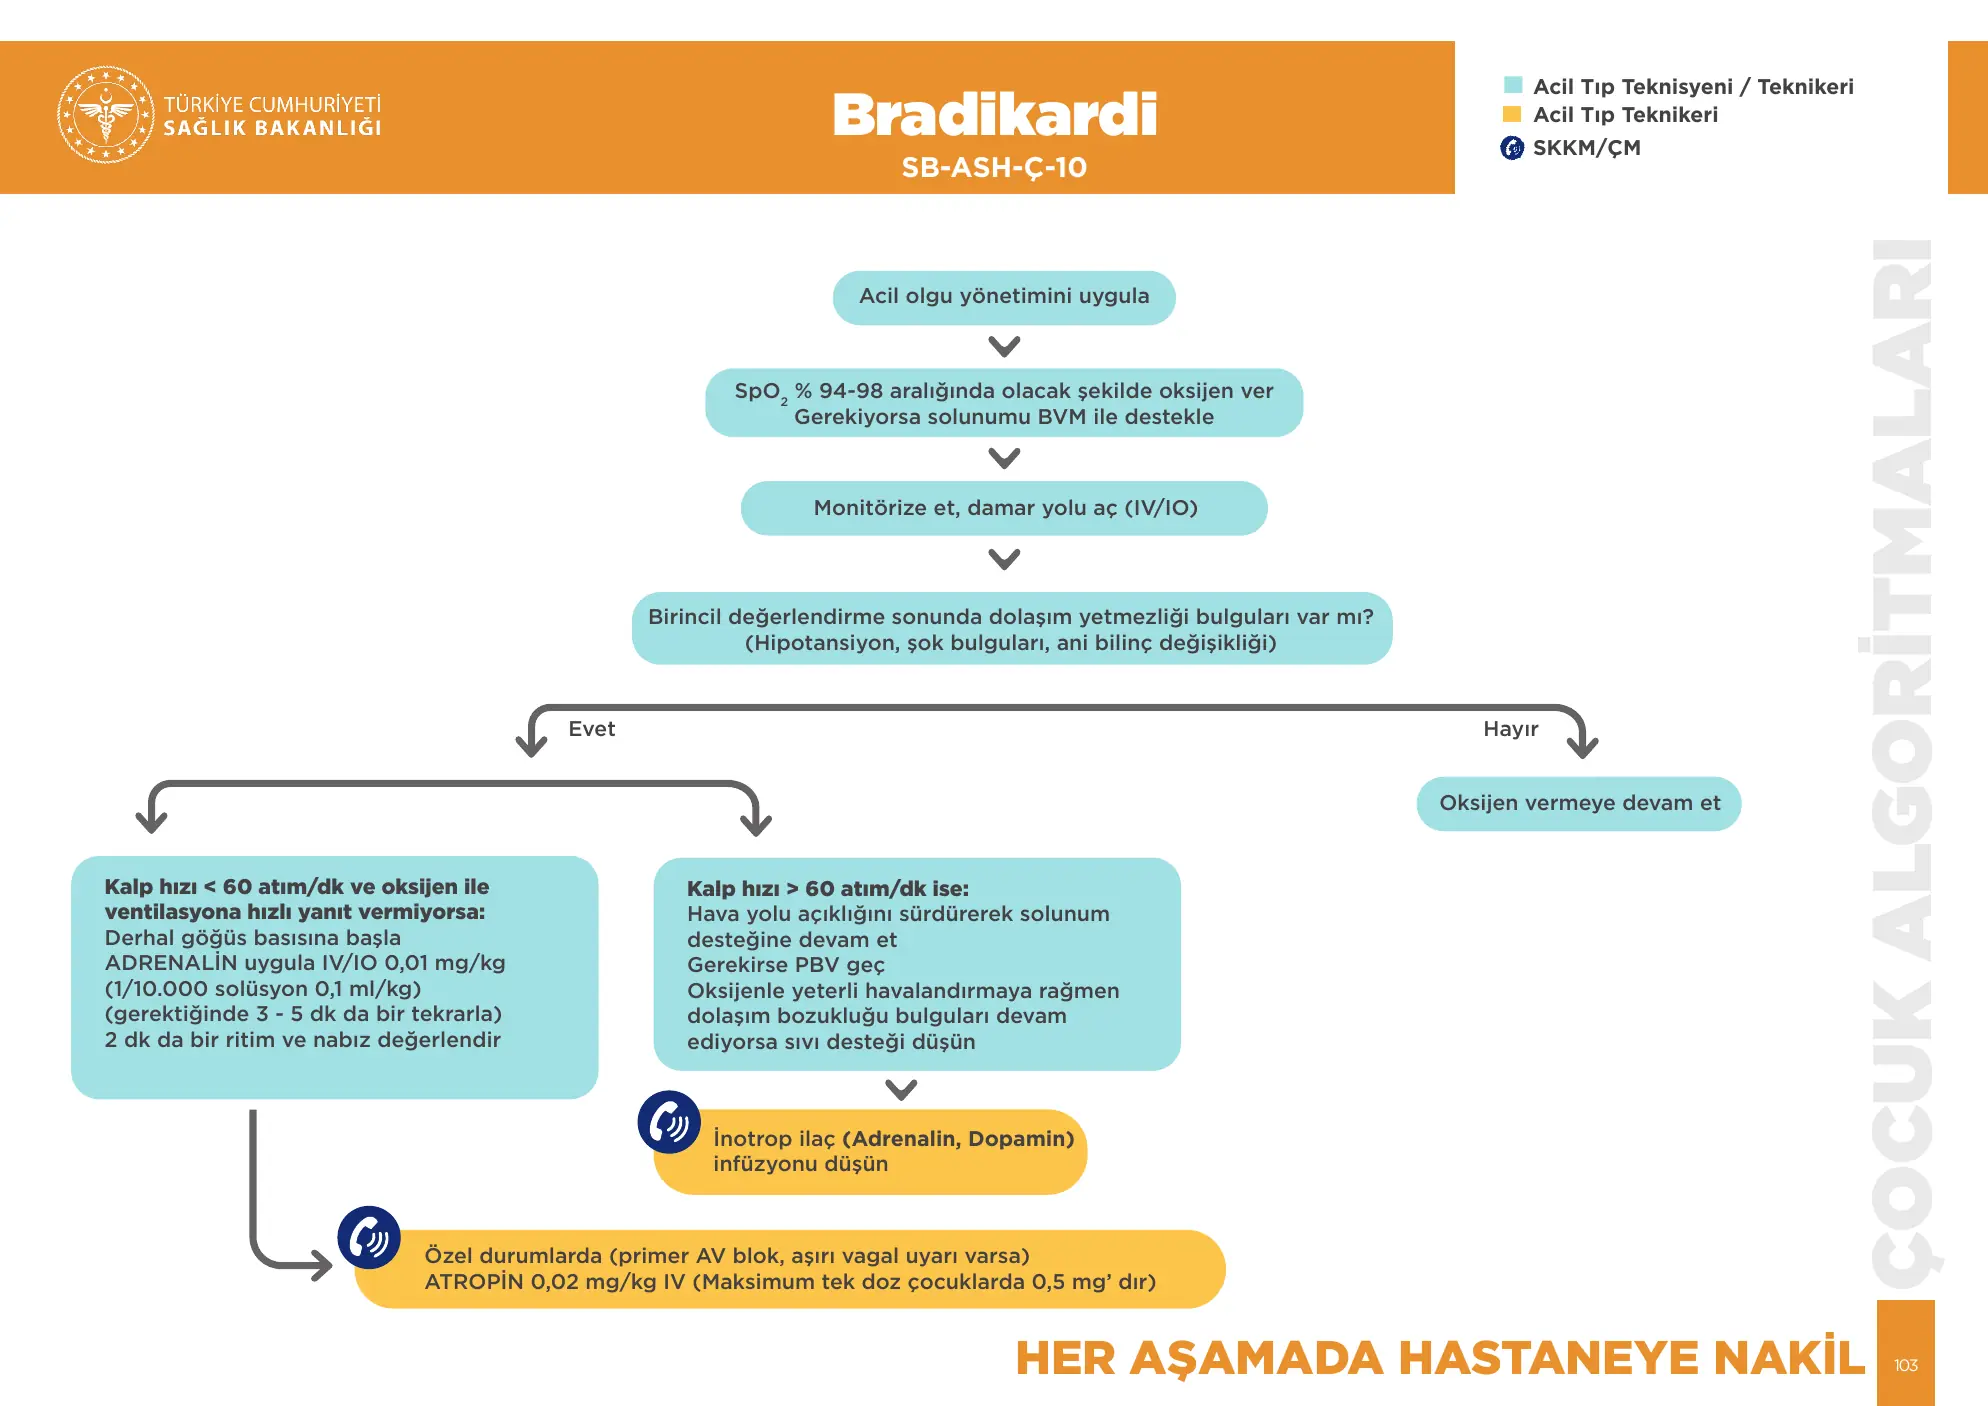 TÜRKİYE CUMHURİYETİ
SAĞLIK BAKANLIĞI
Bradikardi
SB-ASH-Ç-10
Acil Tıp Teknisyeni / Teknikeri
Acil Tıp Teknikeri
SKKM/ÇM
Acil olgu yönetimini uygula
SpO2 % 94-98 aralığında olacak şekilde oksijen ver
Gerekiyorsa solunumu BVM ile destekle
Monitörize et, damar yolu aç (IV/IO)
Birincil değerlendirme sonunda dolaşım yetmezliği bulguları var mı?
(Hipotansiyon, şok bulguları, ani bilinç değişikliği)
Evet
Hayır
Oksijen vermeye devam et
Kalp hızı < 60 atım/dk ve oksijen ile
ventilasyona hızlı yanıt vermiyorsa:
Derhal göğüs basısına başla
ADRENALİN uygula IV/IO 0,01 mg/kg
(1/10.000 solüsyon 0,1 ml/kg)
(gerektiğinde 3 - 5 dk da bir tekrarla)
2 dk da bir ritim ve nabız değerlendir
Kalp hızı > 60 atım/dk ise:
Hava yolu açıklığını sürdürerek solunum
desteğine devam et
Gerekirse PBV geç
Oksijenle yeterli havalandırmaya rağmen
dolaşım bozukluğu bulguları devam
ediyorsa sıvı desteği düşün
İnotrop ilaç (Adrenalin, Dopamin)
infüzyonu düşün
Özel durumlarda (primer AV blok, aşırı vagal uyarı varsa)
ATROPİN 0,02 mg/kg IV (Maksimum tek doz çocuklarda 0,5 mg' dır)
ÇOCUK ALGORİTMALARI
HER AŞAMADA HASTANEYE NAKİL
103